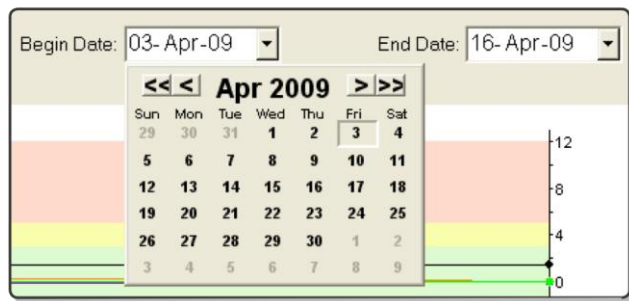 Begin Date: 03-Apr-09 End Date: 16-Apr-09
<< < Apr 2009 > >>
Sun Mon Tue Wed Thu Fri Sat
29 30 31 1 2 3 4
5 6 7 8 9 10 11
12 13 14 15 16 17 18
19 20 21 22 23 24 25
26 27 28 29 30 1 2
3 4 5 6 7 8 9
12
8
4
0